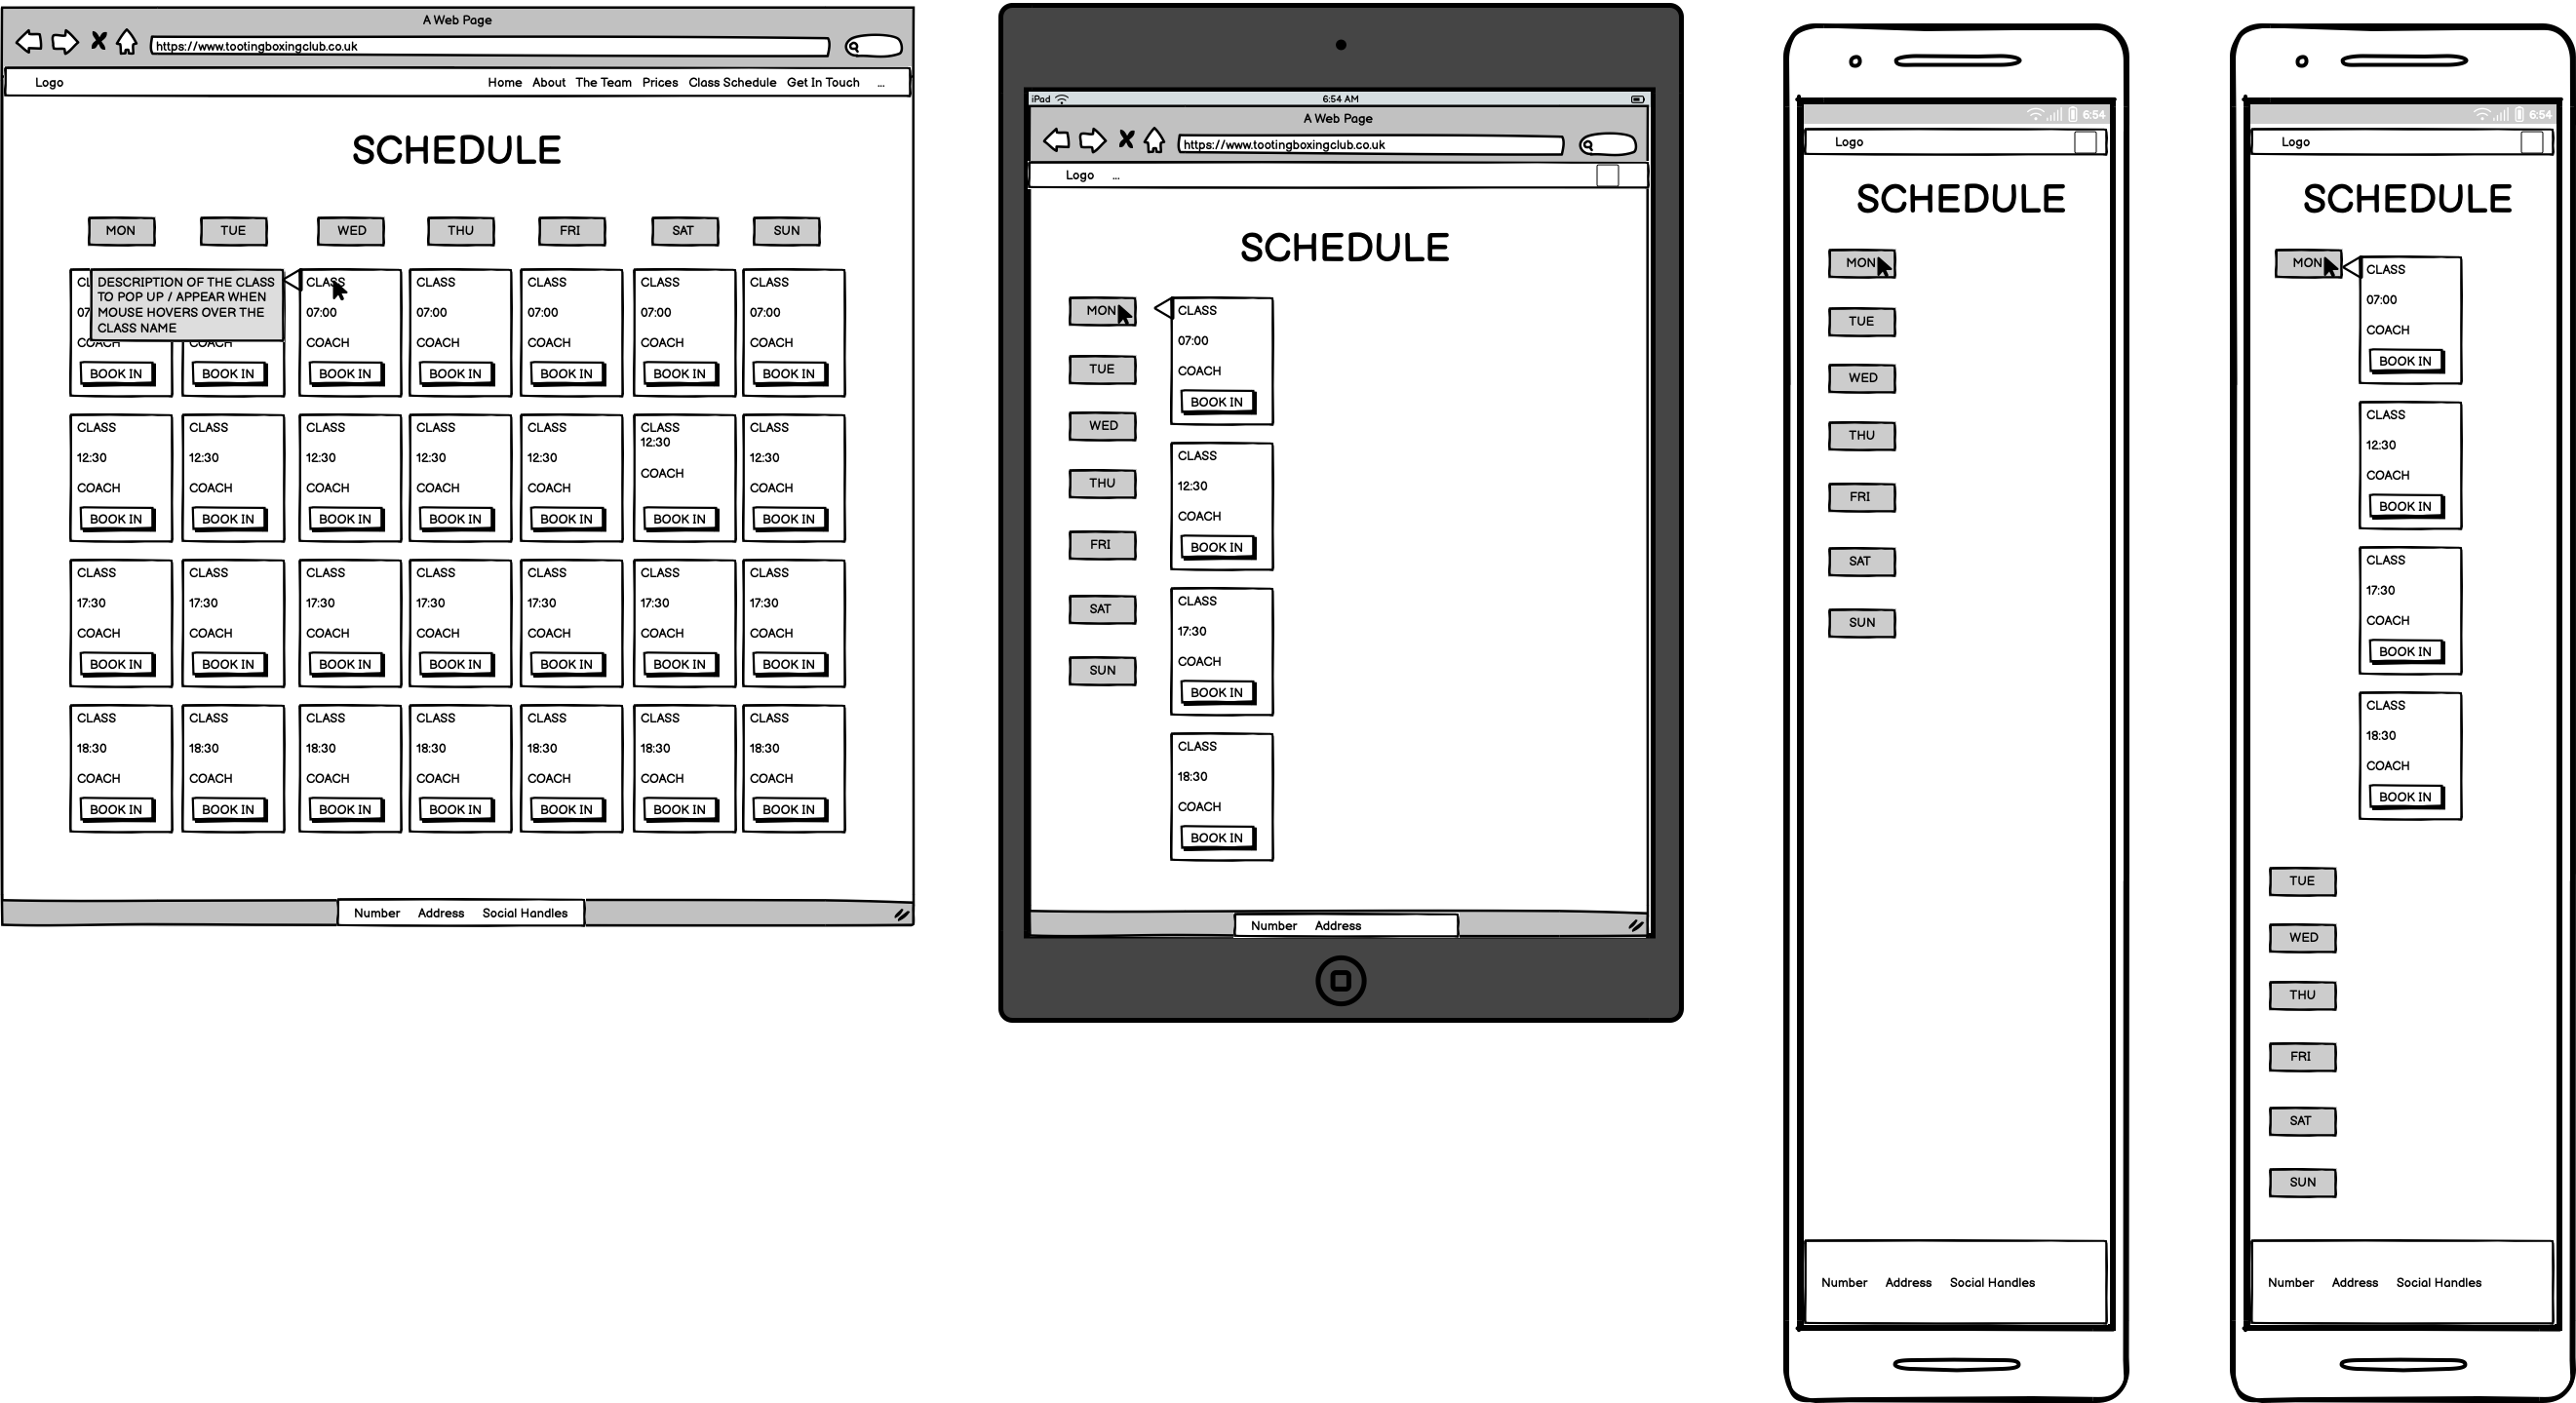 A Web Page
https://www.tootingboxingclub.co.uk
Logo Home About The Team Prices Class Schedule Get In Touch ...
SCHEDULE
MON TUE WED THU FRI SAT SUN
DESCRIPTION OF THE CLASS
TO POP UP / APPEAR WHEN
MOUSE HOVERS OVER THE
CLASS NAME
CL CLASS CLASS CLASS CLASS CLASS
07 07:00 07:00 07:00 07:00 07:00
COACH COACH COACH COACH COACH COACH COACH
BOOK IN BOOK IN BOOK IN BOOK IN BOOK IN BOOK IN BOOK IN
CLASS CLASS CLASS CLASS CLASS CLASS CLASS
12:30 12:30 12:30 12:30 12:30 12:30 12:30
COACH COACH COACH COACH COACH COACH COACH
BOOK IN BOOK IN BOOK IN BOOK IN BOOK IN BOOK IN BOOK IN
CLASS CLASS CLASS CLASS CLASS CLASS CLASS
17:30 17:30 17:30 17:30 17:30 17:30 17:30
COACH COACH COACH COACH COACH COACH COACH
BOOK IN BOOK IN BOOK IN BOOK IN BOOK IN BOOK IN BOOK IN
CLASS CLASS CLASS CLASS CLASS CLASS CLASS
18:30 18:30 18:30 18:30 18:30 18:30 18:30
COACH COACH COACH COACH COACH COACH COACH
BOOK IN BOOK IN BOOK IN BOOK IN BOOK IN BOOK IN BOOK IN
Number Address Social Handles
iPad 6:54 AM
A Web Page
https://www.tootingboxingclub.co.uk
Logo ...
SCHEDULE
MON
TUE
WED
THU
FRI
SAT
SUN
CLASS
07:00
COACH
BOOK IN
CLASS
12:30
COACH
BOOK IN
CLASS
17:30
COACH
BOOK IN
CLASS
18:30
COACH
BOOK IN
Number Address
6:54
Logo
SCHEDULE
MON
TUE
WED
THU
FRI
SAT
SUN
Number Address Social Handles
6:54
Logo
SCHEDULE
MON
CLASS
07:00
COACH
BOOK IN
CLASS
12:30
COACH
BOOK IN
CLASS
17:30
COACH
BOOK IN
CLASS
18:30
COACH
BOOK IN
TUE
WED
THU
FRI
SAT
SUN
Number Address Social Handles